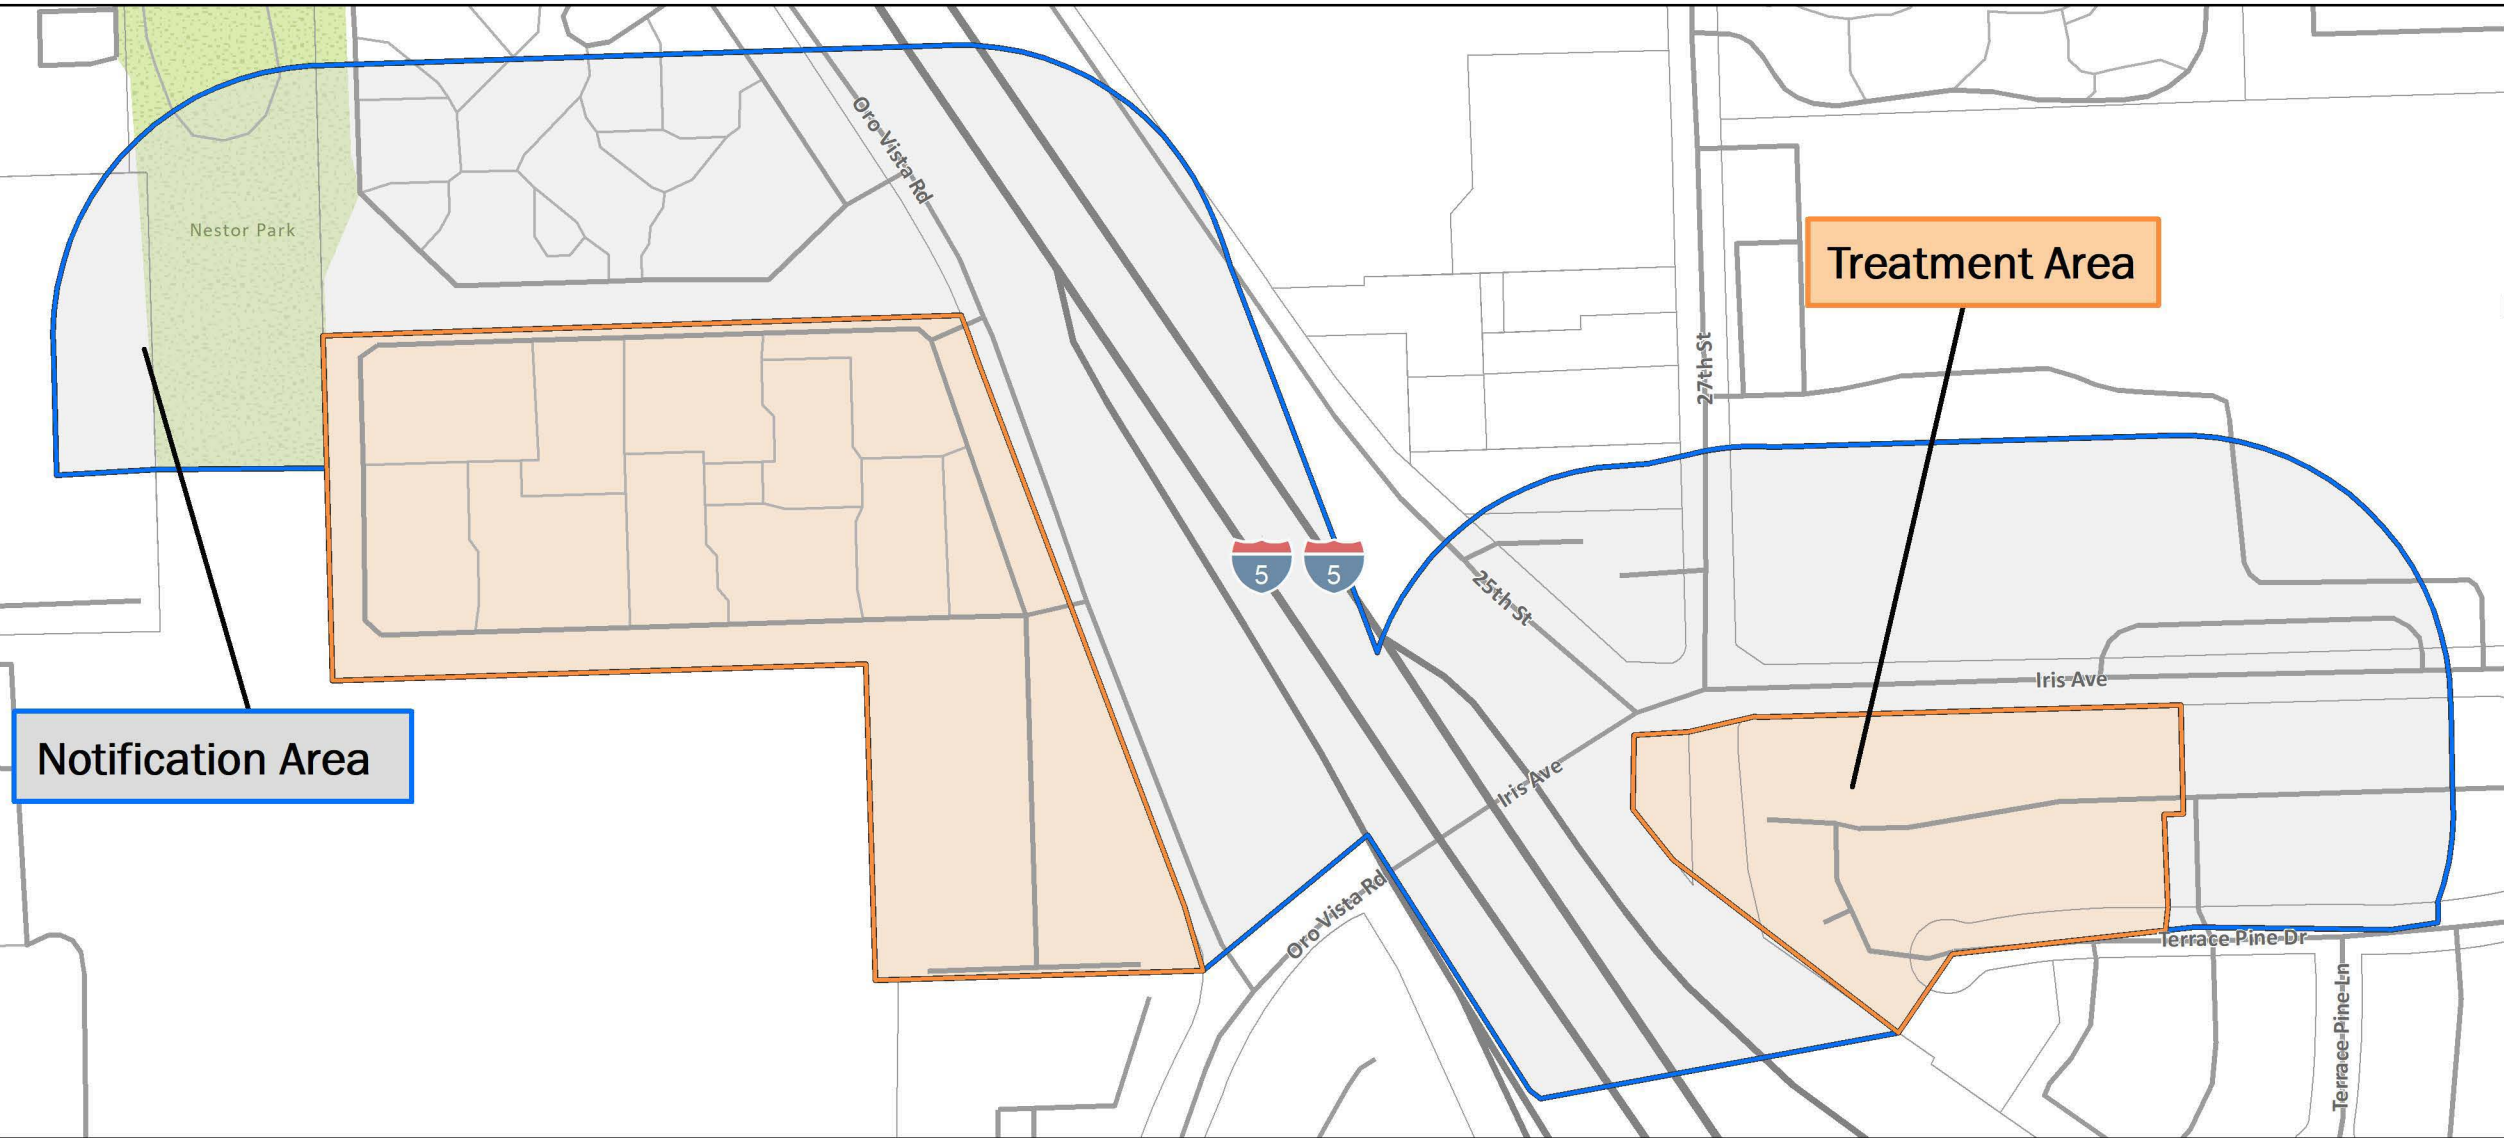 Oro Vista Rd
Nestor Park
Treatment Area
27th St
5
5
25th St
Iris Ave
Notification Area
Iris Ave
Oro Vista Rd
Terrace Pine Dr
Terrace Pine Ln